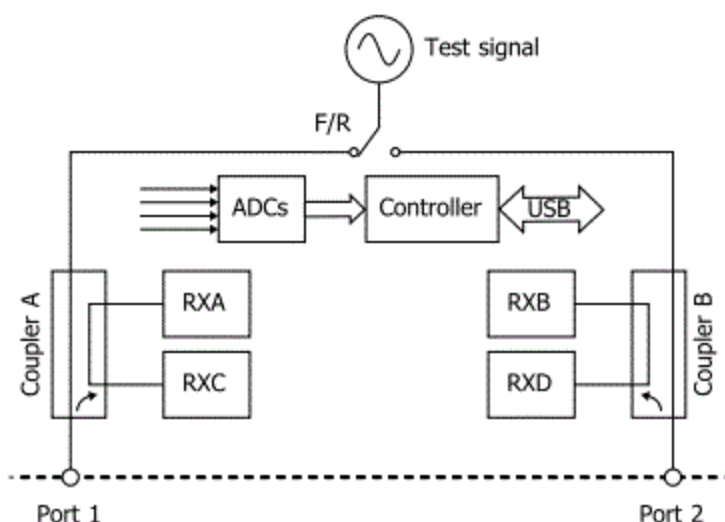 Test signal
F/R
ADCs
Controller
USB
Coupler A
RXA
RXB
Coupler B
RXC
RXD
Port 1
Port 2